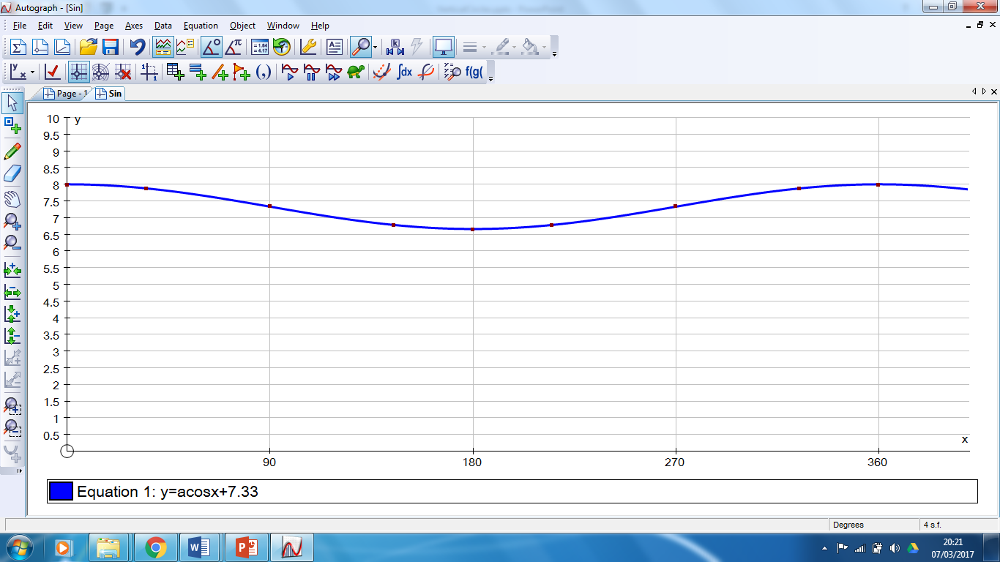 Autograph - [Sin]
File Edit View Page Axes Data Equation Object Window Help
Page - 1 Sin
y
10
9.5
9
8.5
8
7.5
7
6.5
6
5.5
5
4.5
4
3.5
3
2.5
2
1.5
1
0.5
x
90 180 270 360
Equation 1: y=acosx+7.33
Degrees 4 s.f.
20:21
07/03/2017